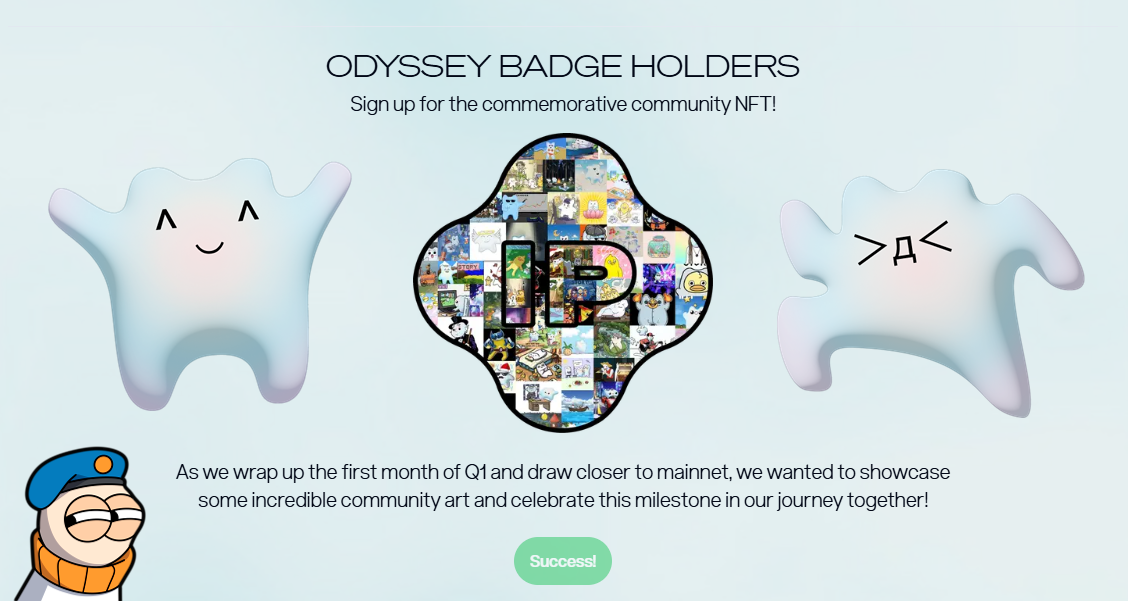 ODYSSEY BADGE HOLDERS
Sign up for the commemorative community NFT!
STORY
IP
As we wrap up the first month of Q1 and draw closer to mainnet, we wanted to showcase
some incredible community art and celebrate this milestone in our journey together!
Success!